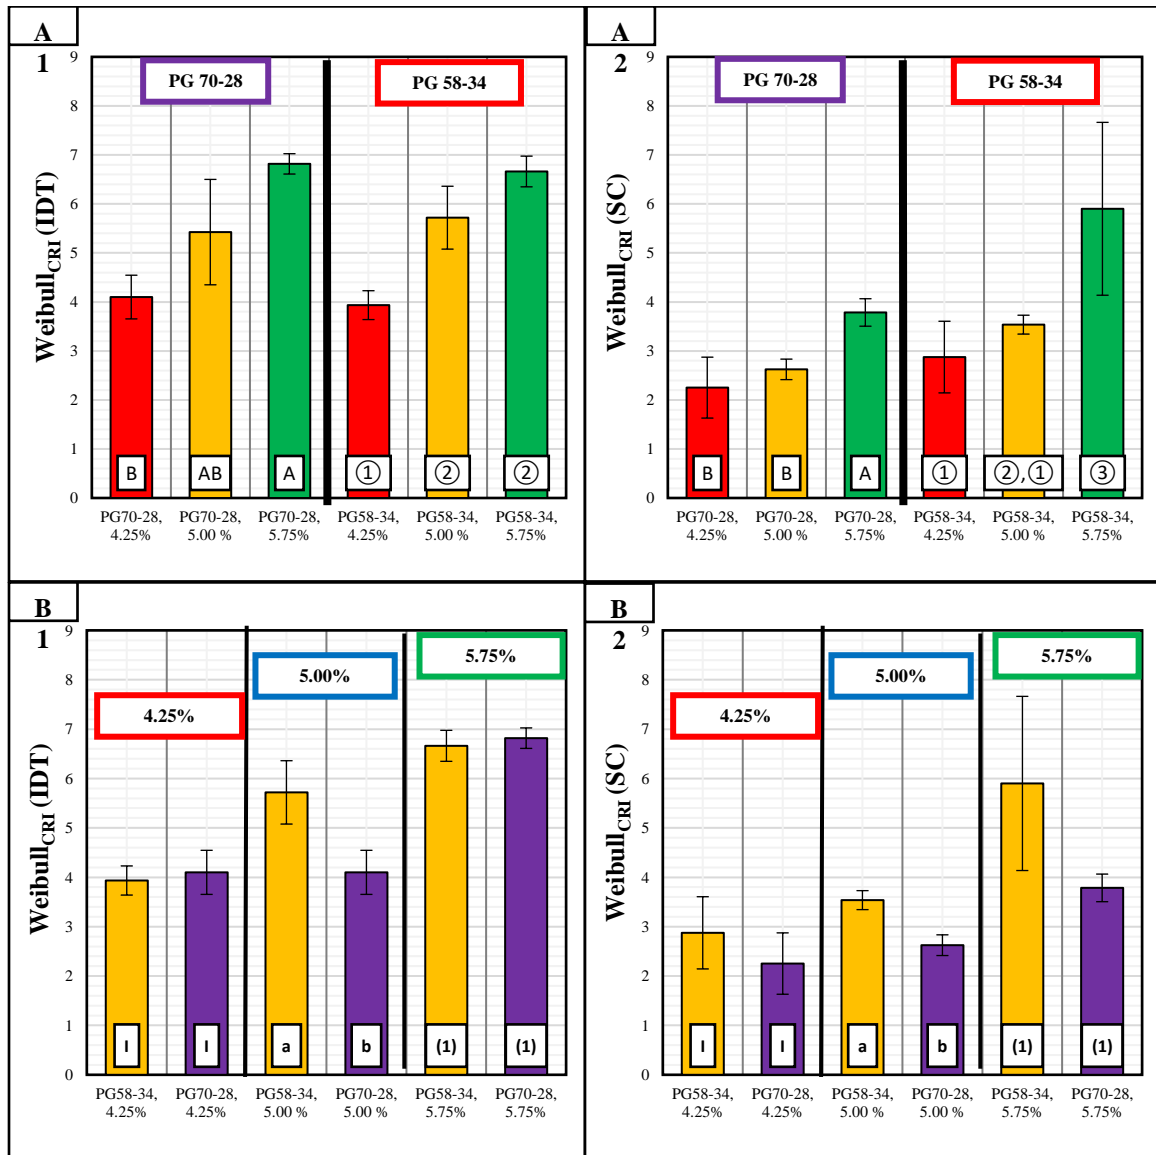 A
1
9
8
7
6
5
4
3
2
1
0
Weibull_CRI (IDT)
PG 70-28
PG 58-34
B
AB
A
①
②
②
PG70-28, 4.25%
PG70-28, 5.00 %
PG70-28, 5.75%
PG58-34, 4.25%
PG58-34, 5.00 %
PG58-34, 5.75%
A
2
9
8
7
6
5
4
3
2
1
0
Weibull_CRI (SC)
PG 70-28
PG 58-34
B
B
A
①
②,①
③
PG70-28, 4.25%
PG70-28, 5.00 %
PG70-28, 5.75%
PG58-34, 4.25%
PG58-34, 5.00 %
PG58-34, 5.75%
B
1
9
8
7
6
5
4
3
2
1
0
Weibull_CRI (IDT)
4.25%
5.00%
5.75%
I
I
a
b
(1)
(1)
PG58-34, 4.25%
PG70-28, 4.25%
PG58-34, 5.00 %
PG70-28, 5.00 %
PG58-34, 5.75%
PG70-28, 5.75%
B
2
9
8
7
6
5
4
3
2
1
0
Weibull_CRI (SC)
4.25%
5.00%
5.75%
I
I
a
b
(1)
(1)
PG58-34, 4.25%
PG70-28, 4.25%
PG58-34, 5.00 %
PG70-28, 5.00 %
PG58-34, 5.75%
PG70-28, 5.75%